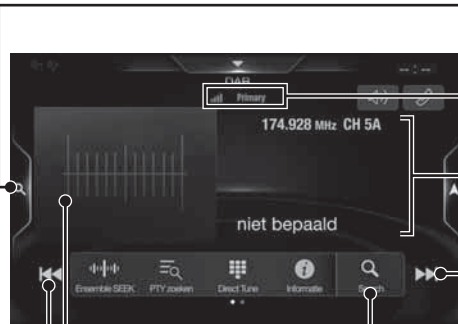 DAB
Primary
174.928 MHz CH 5A
niet bepaald
Ensemble SEEK PTY zoeken Direct Tune Informatie Search